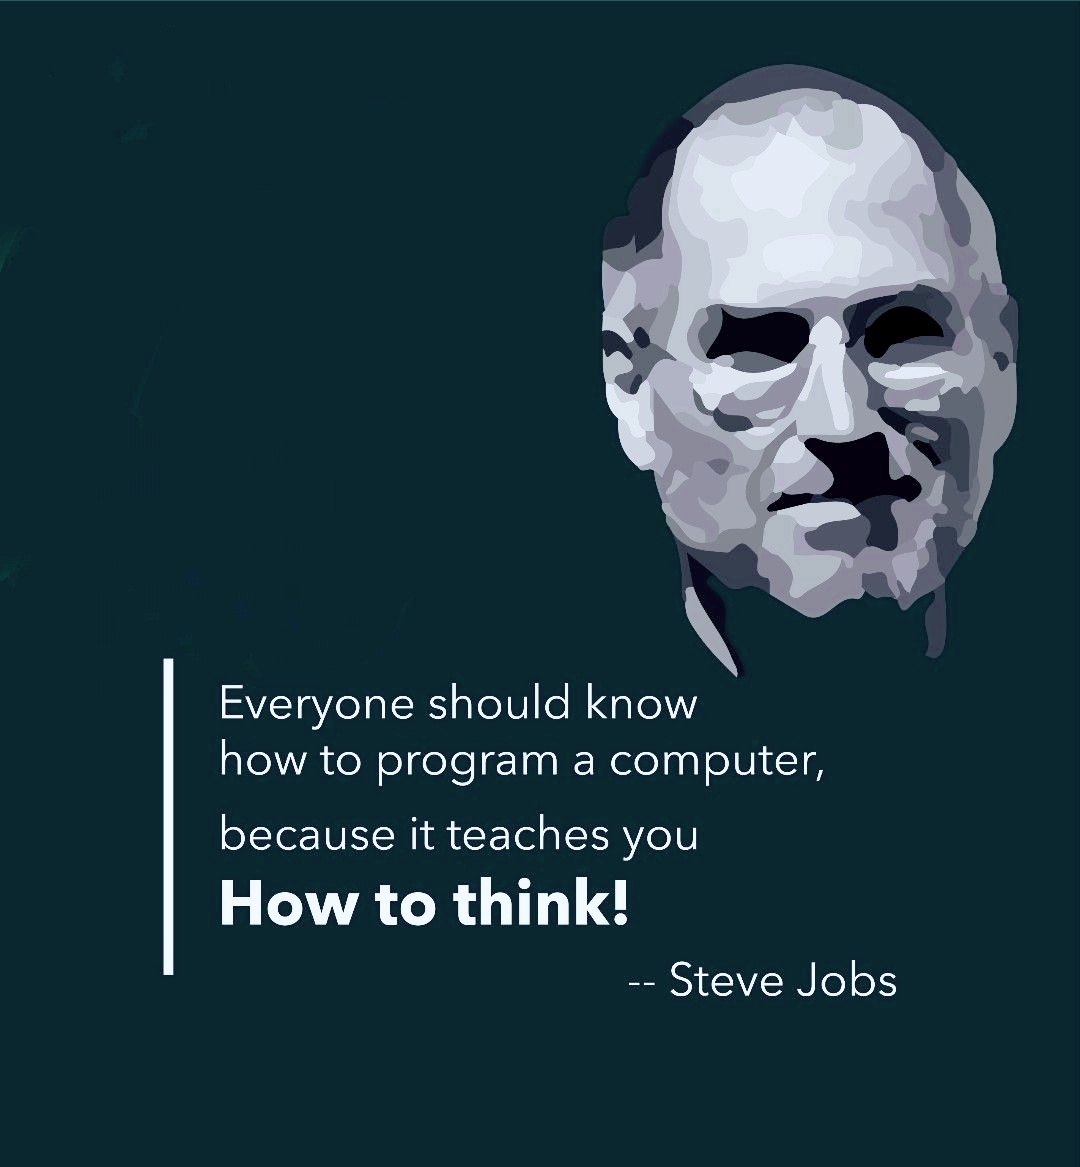 Everyone should know
how to program a computer,
because it teaches you
How to think!
-- Steve Jobs